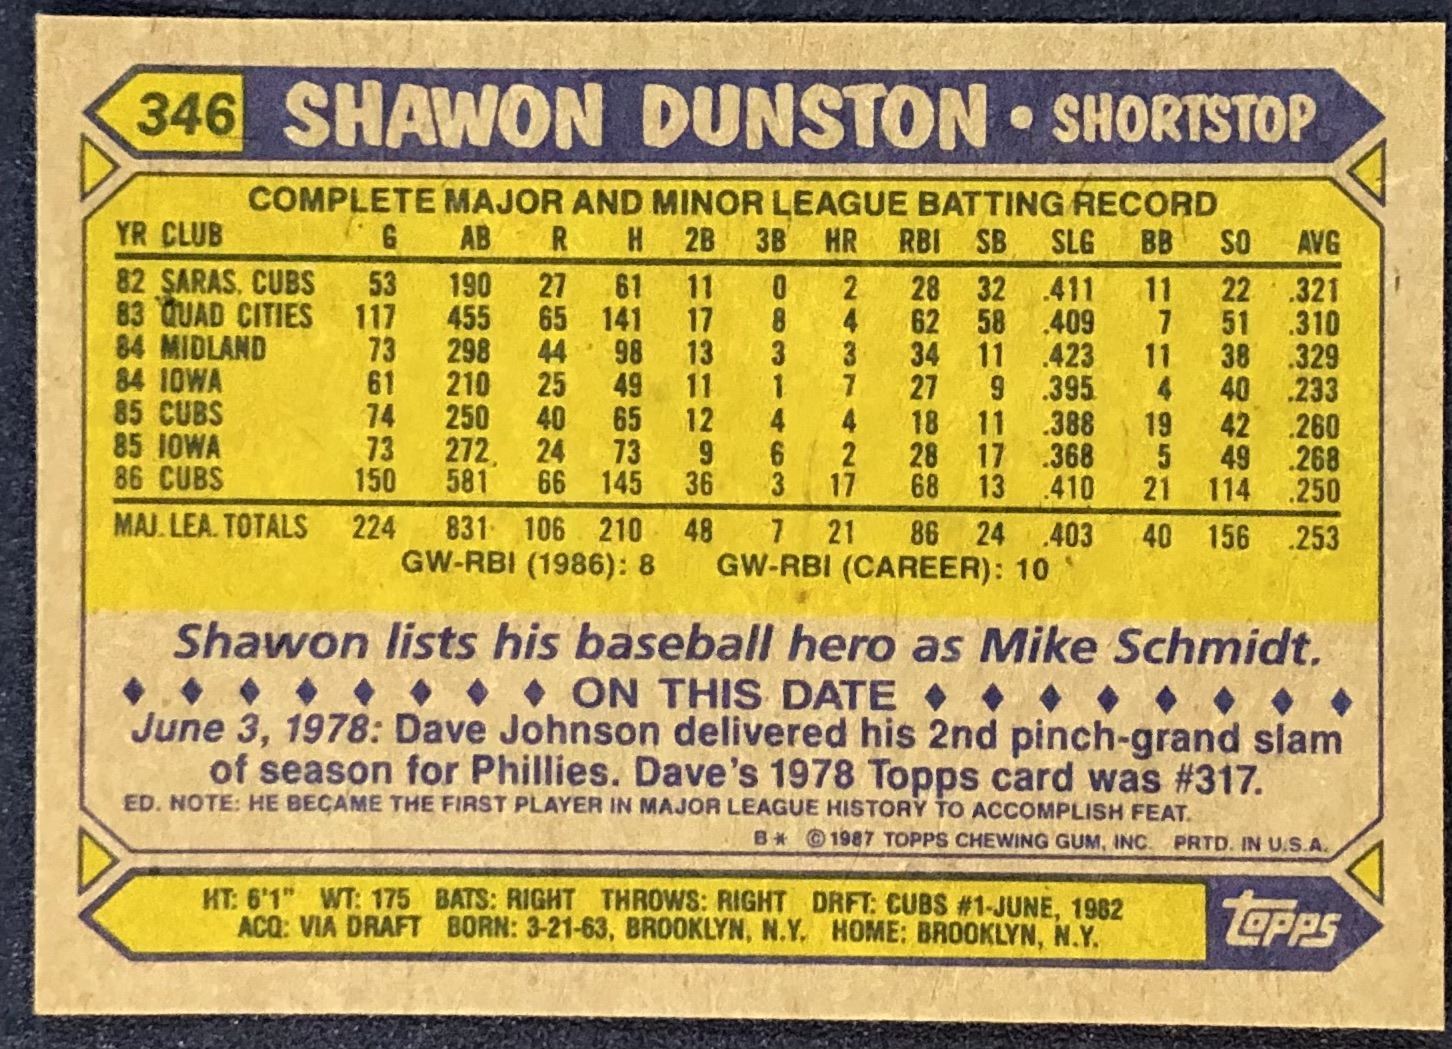 346 SHAWON DUNSTON • SHORTSTOP
COMPLETE MAJOR AND MINOR LEAGUE BATTING RECORD
YR CLUB G AB R H 2B 3B HR RBI SB SLG BB SO AVG
82 SARAS. CUBS 53 190 27 61 11 0 2 28 32 .411 11 22 .321
83 QUAD CITIES 117 455 65 141 17 8 4 62 58 .409 7 51 .310
84 MIDLAND 73 298 44 98 13 3 3 34 11 .423 11 38 .329
84 IOWA 61 210 25 49 11 1 7 27 9 .395 4 40 .233
85 CUBS 74 250 40 65 12 4 4 18 11 .388 19 42 .260
85 IOWA 73 272 24 73 9 6 2 28 17 .368 5 49 .268
86 CUBS 150 581 66 145 36 3 17 68 13 .410 21 114 .250
MAJ. LEA. TOTALS 224 831 106 210 48 7 21 86 24 .403 40 156 .253
GW-RBI (1986): 8 GW-RBI (CAREER): 10
Shawon lists his baseball hero as Mike Schmidt.
♦ ♦ ♦ ♦ ♦ ♦ ♦ ♦ ON THIS DATE ♦ ♦ ♦ ♦ ♦ ♦ ♦ ♦
June 3, 1978: Dave Johnson delivered his 2nd pinch-grand slam
of season for Phillies. Dave's 1978 Topps card was #317.
ED. NOTE: HE BECAME THE FIRST PLAYER IN MAJOR LEAGUE HISTORY TO ACCOMPLISH FEAT.
B* © 1987 TOPPS CHEWING GUM, INC. PRTD. IN U.S.A.
HT: 6'1" WT: 175 BATS: RIGHT THROWS: RIGHT DRFT: CUBS #1-JUNE, 1982
ACQ: VIA DRAFT BORN: 3-21-63, BROOKLYN, N.Y. HOME: BROOKLYN, N.Y.
topps